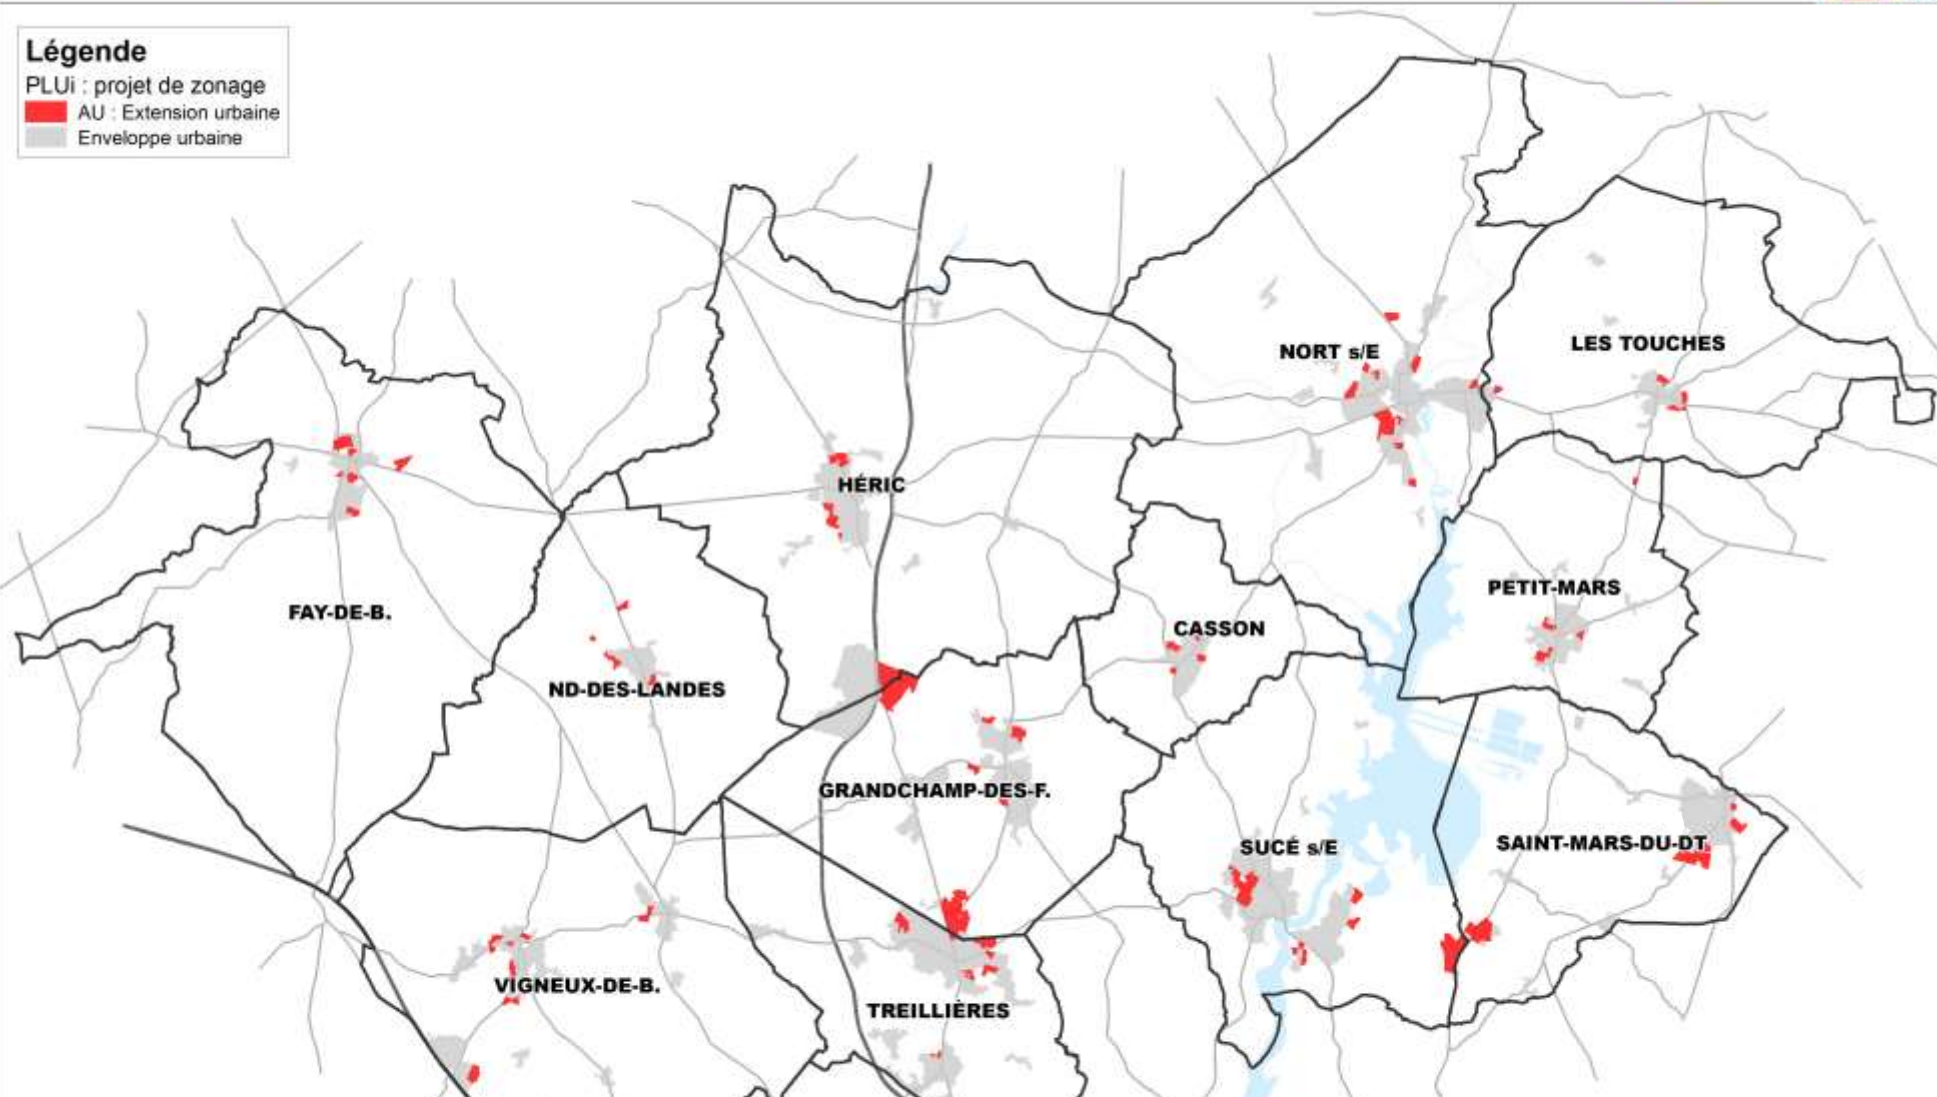 Légende
PLUi : projet de zonage
AU : Extension urbaine
Enveloppe urbaine
NORT s/E
LES TOUCHES
HÉRIC
FAY-DE-B.
PETIT-MARS
CASSON
ND-DES-LANDES
GRANDCHAMP-DES-F.
SUCÉ s/E
SAINT-MARS-DU-DT
VIGNEUX-DE-B.
TREILLIÈRES